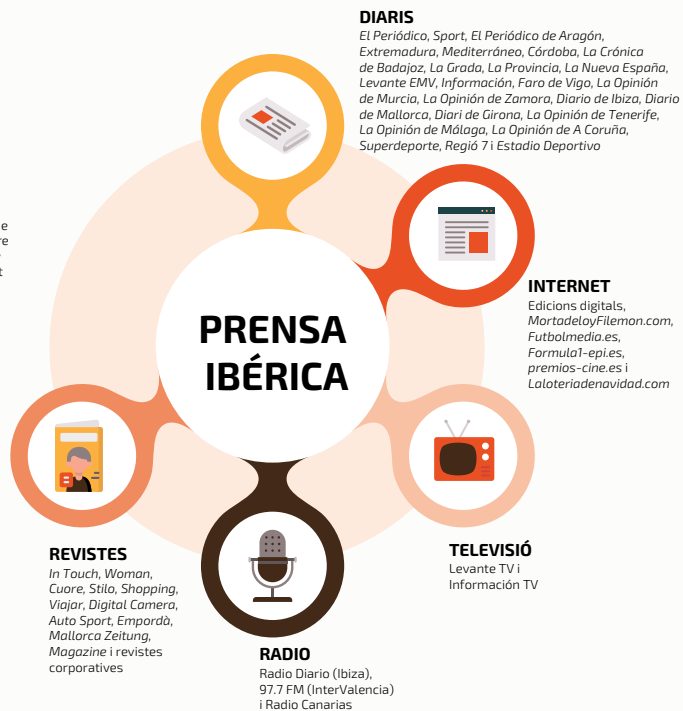 DIARIS
El Periódico, Sport, El Periódico de Aragón,
Extremadura, Mediterráneo, Córdoba, La Crónica
de Badajoz, La Grada, La Provincia, La Nueva España,
Levante EMV, Información, Faro de Vigo, La Opinión
de Murcia, La Opinión de Zamora, Diario de Ibiza, Diario
de Mallorca, Diari de Girona, La Opinión de Tenerife,
La Opinión de Málaga, La Opinión de A Coruña,
Superdeporte, Regió 7 i Estadio Deportivo
INTERNET
Edicions digitals,
MortadeloyFilemon.com,
Futbolmedia.es,
Formula1-epi.es,
premios-cine.es i
Laloteriadenavidad.com
PRENSA
IBÉRICA
TELEVISIÓ
Levante TV i
Información TV
REVISTES
In Touch, Woman,
Cuore, Stilo, Shopping,
Viajar, Digital Camera,
Auto Sport, Empordà,
Mallorca Zeitung,
Magazine i revistes
corporatives
RADIO
Radio Diario (Ibiza),
97.7 FM (InterValencia)
i Radio Canarias